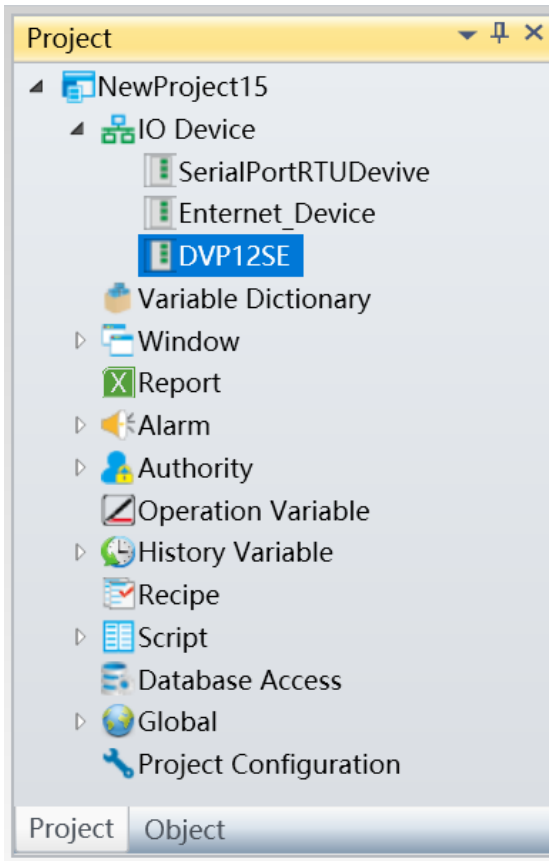 Project
NewProject15
IO Device
SerialPortRTUDevive
Enternet_Device
DVP12SE
Variable Dictionary
Window
Report
Alarm
Authority
Operation Variable
History Variable
Recipe
Script
Database Access
Global
Project Configuration
Project Object